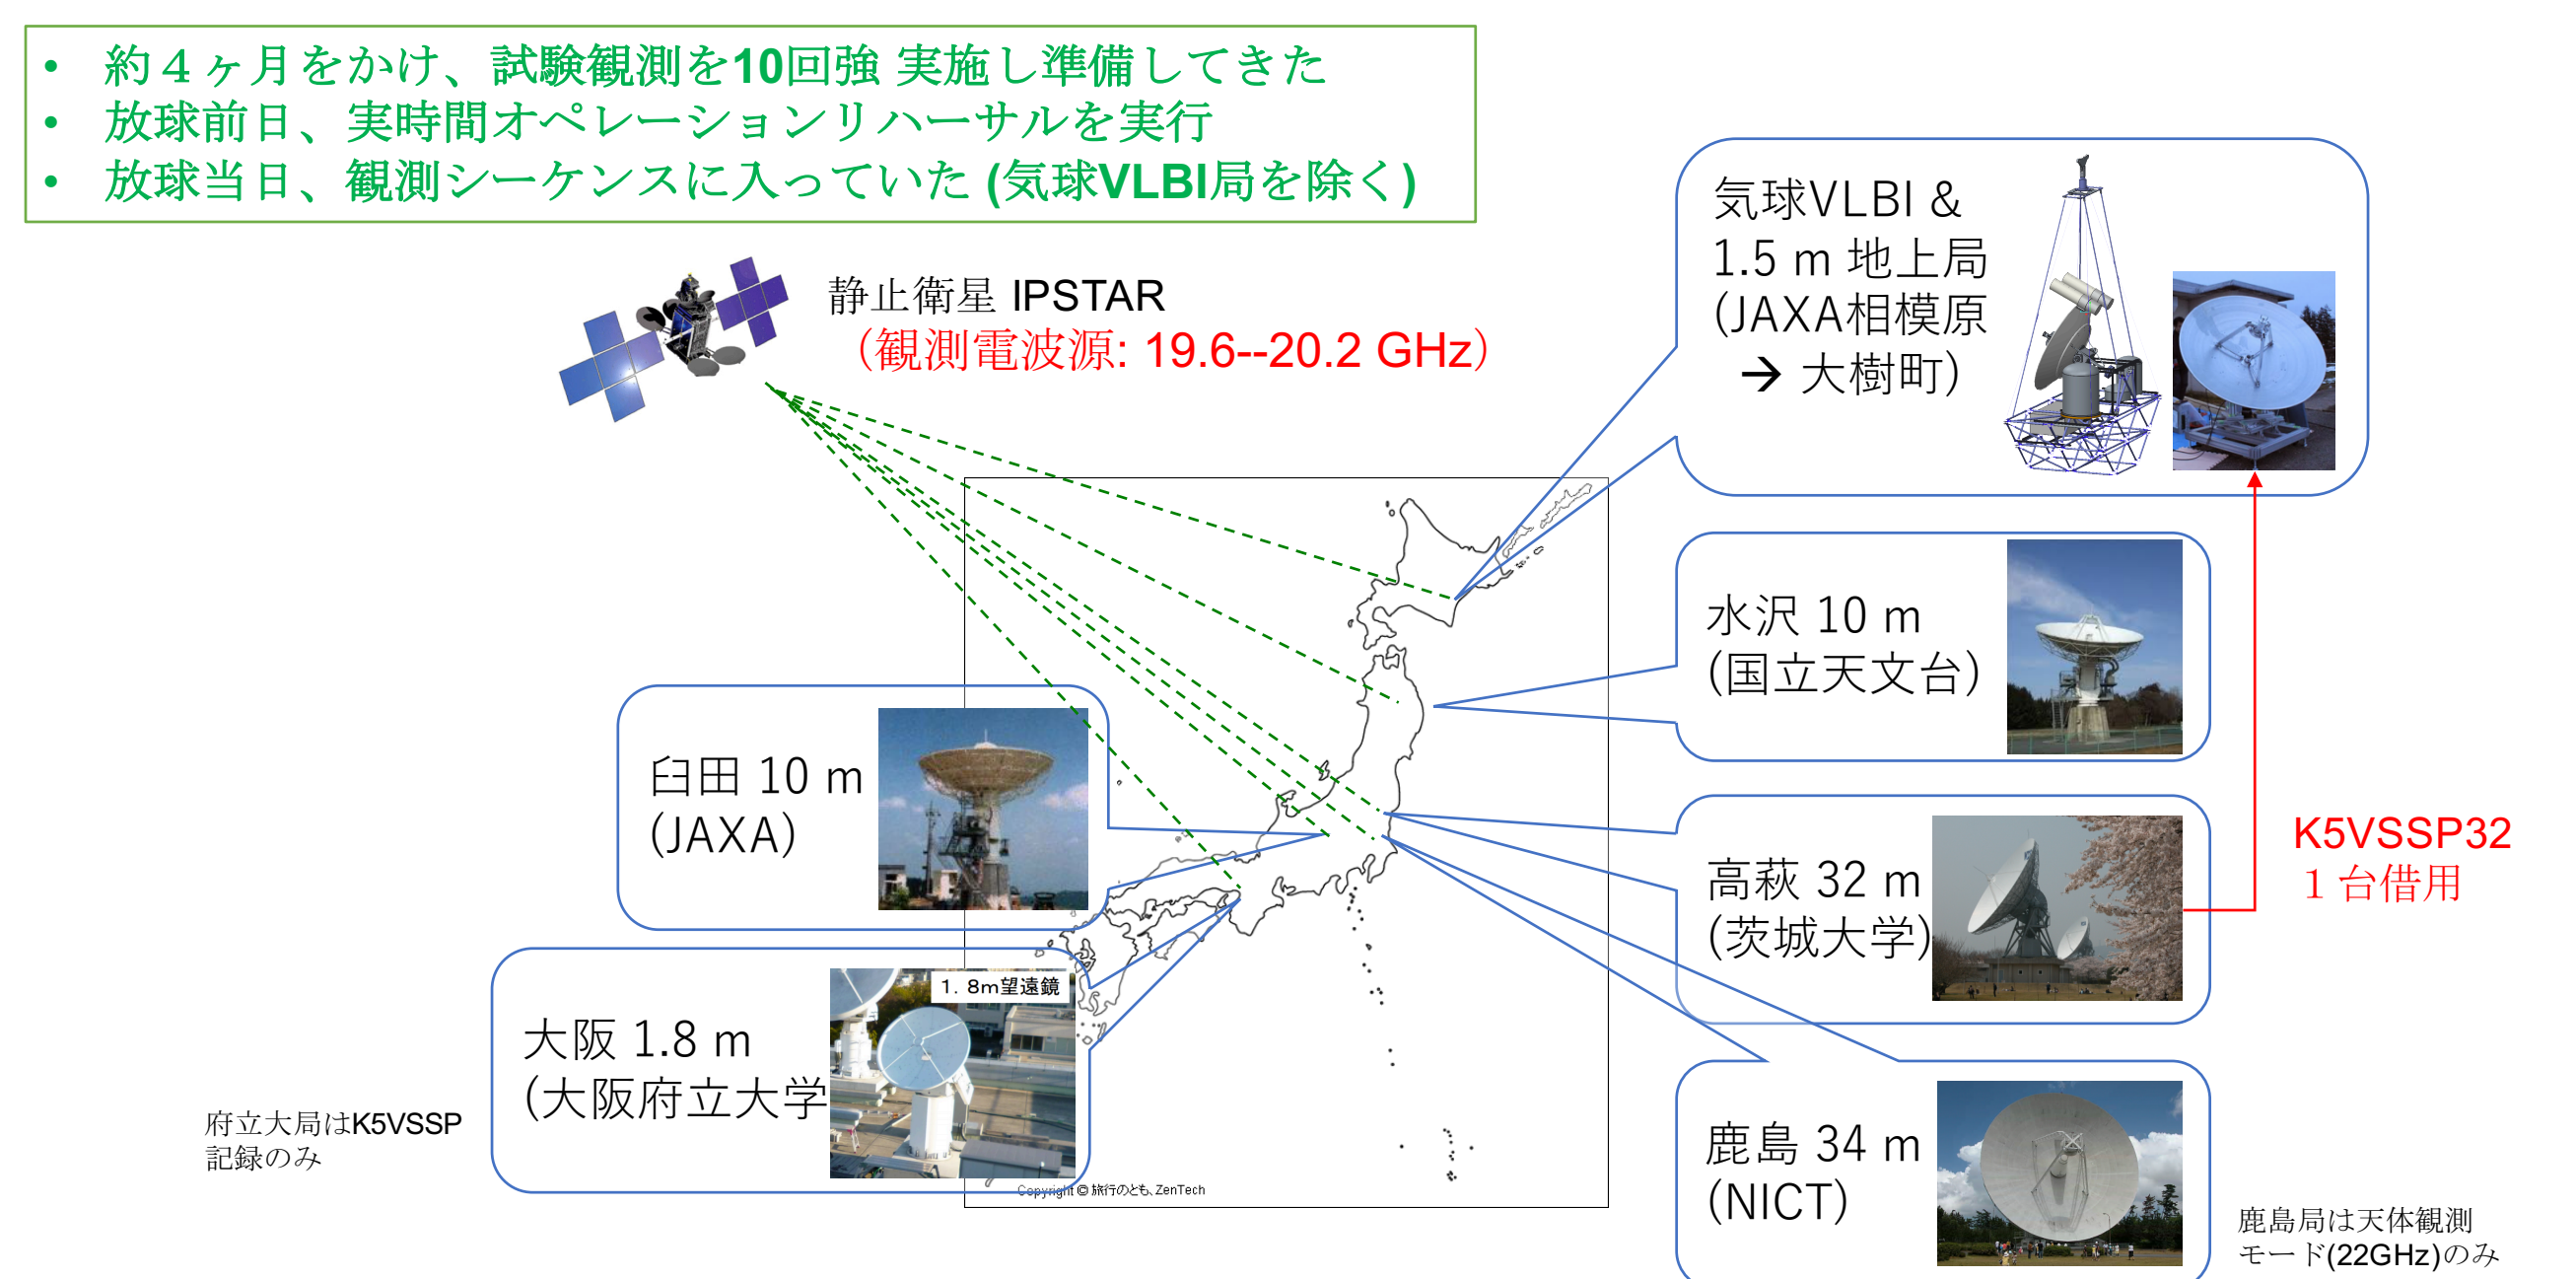 • 約４ヶ月をかけ、試験観測を10回強 実施し準備してきた
• 放球前日、実時間オペレーションリハーサルを実行
• 放球当日、観測シーケンスに入っていた (気球VLBI局を除く)
静止衛星 IPSTAR
（観測電波源: 19.6--20.2 GHz）
気球VLBI &
1.5 m 地上局
(JAXA相模原
→ 大樹町)
水沢 10 m
(国立天文台)
臼田 10 m
(JAXA)
高萩 32 m
(茨城大学)
K5VSSP32
１台借用
1．8m望遠鏡
大阪 1.8 m
(大阪府立大学
府立大局はK5VSSP
記録のみ
鹿島 34 m
(NICT)
鹿島局は天体観測
モード(22GHz)のみ
Copyright © 旅行のとも、ZenTech